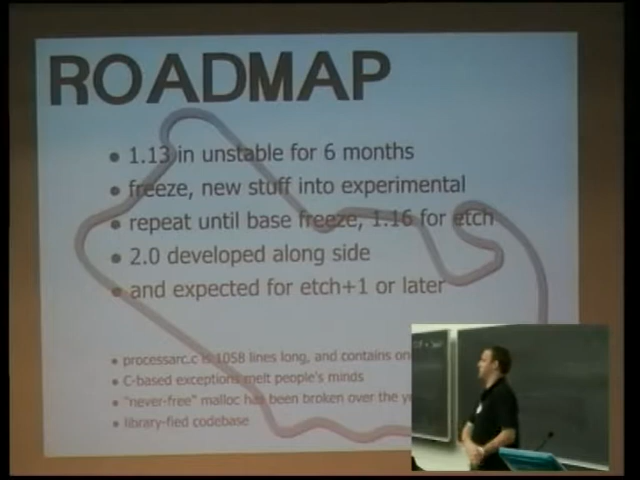 ROADMAP
1.13 in unstable for 6 months
freeze, new stuff into experimental
repeat until base freeze, 1.16 for etch
2.0 developed along side
and expected for etch+1 or later
processarc.c is 1058 lines long, and contains
C-based exceptions melt people's minds
"never-free" malloc has been broken over the
library-fied codebase